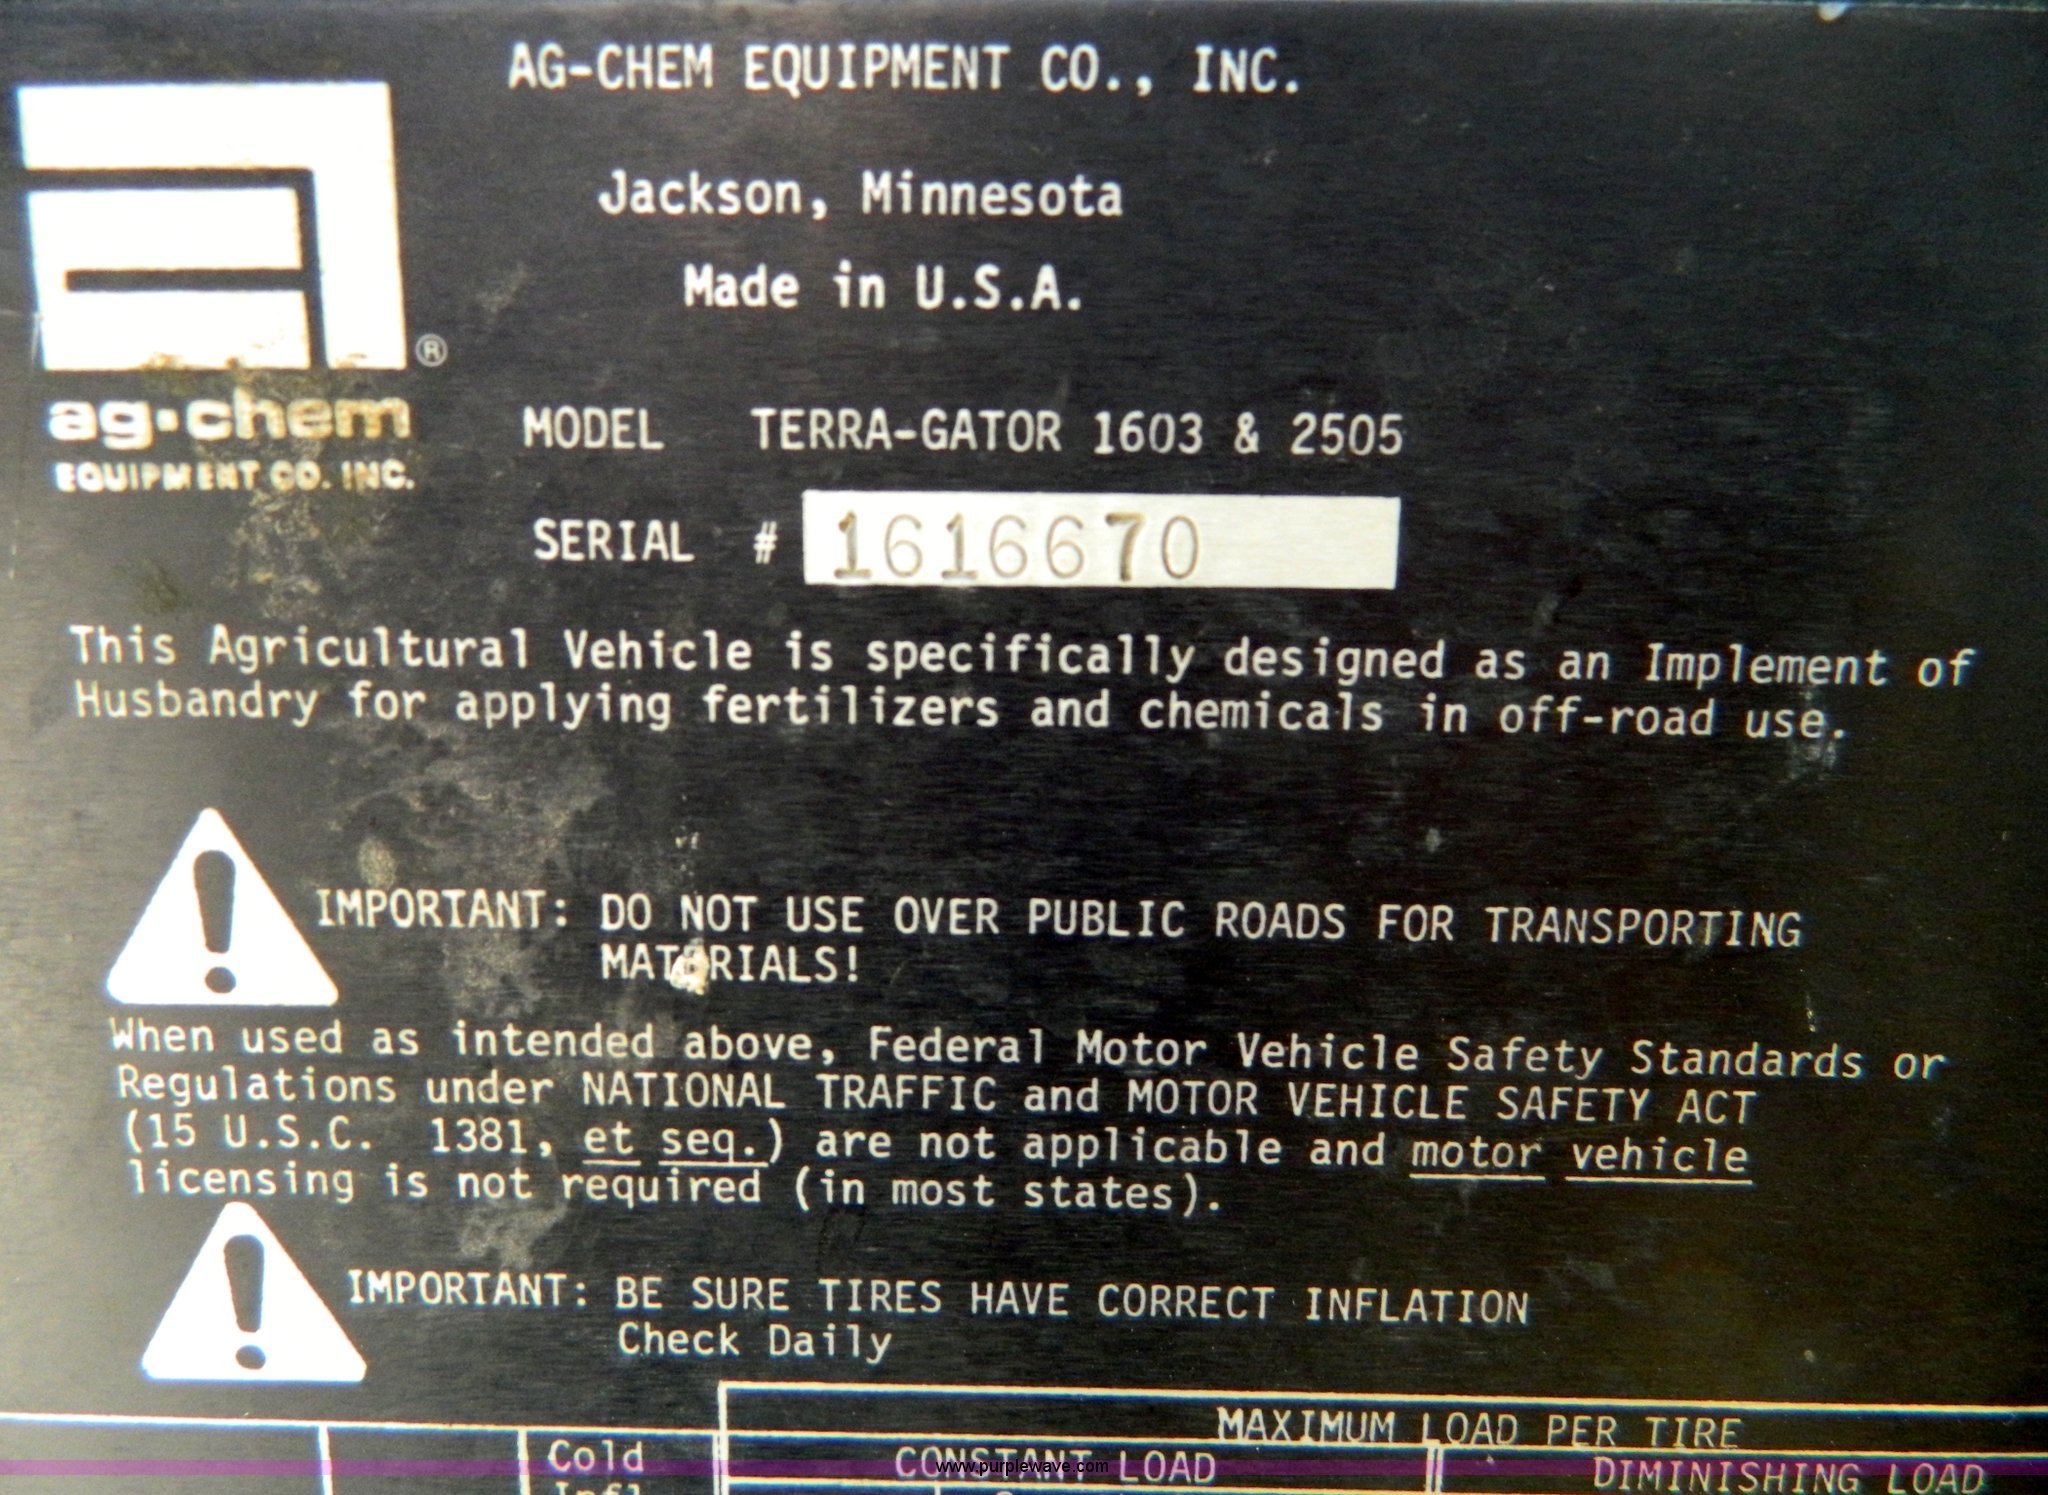 AG-CHEM EQUIPMENT CO., INC.
Jackson, Minnesota
Made in U.S.A.
®
ag·chem
EQUIPMENT CO. INC.
MODEL TERRA-GATOR 1603 & 2505
SERIAL # 1616670
This Agricultural Vehicle is specifically designed as an Implement of
Husbandry for applying fertilizers and chemicals in off-road use.
IMPORTANT: DO NOT USE OVER PUBLIC ROADS FOR TRANSPORTING
MATERIALS!
When used as intended above, Federal Motor Vehicle Safety Standards or
Regulations under NATIONAL TRAFFIC and MOTOR VEHICLE SAFETY ACT
(15 U.S.C. 1381, et seq.) are not applicable and motor vehicle
licensing is not required (in most states).
IMPORTANT: BE SURE TIRES HAVE CORRECT INFLATION
Check Daily
MAXIMUM LOAD PER TIRE
Cold CONSTANT LOAD DIMINISHING LOAD
www.purplewave.com